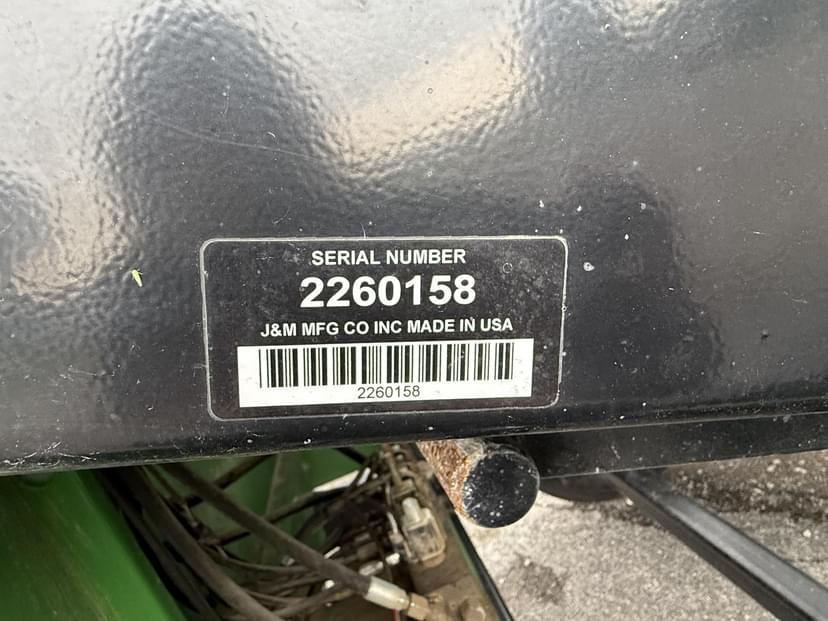 SERIAL NUMBER
2260158
J&M MFG CO INC MADE IN USA
2260158